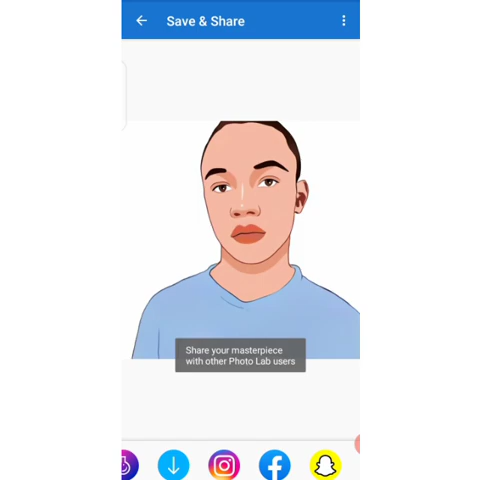 Save & Share
Share your masterpiece
with other Photo Lab users